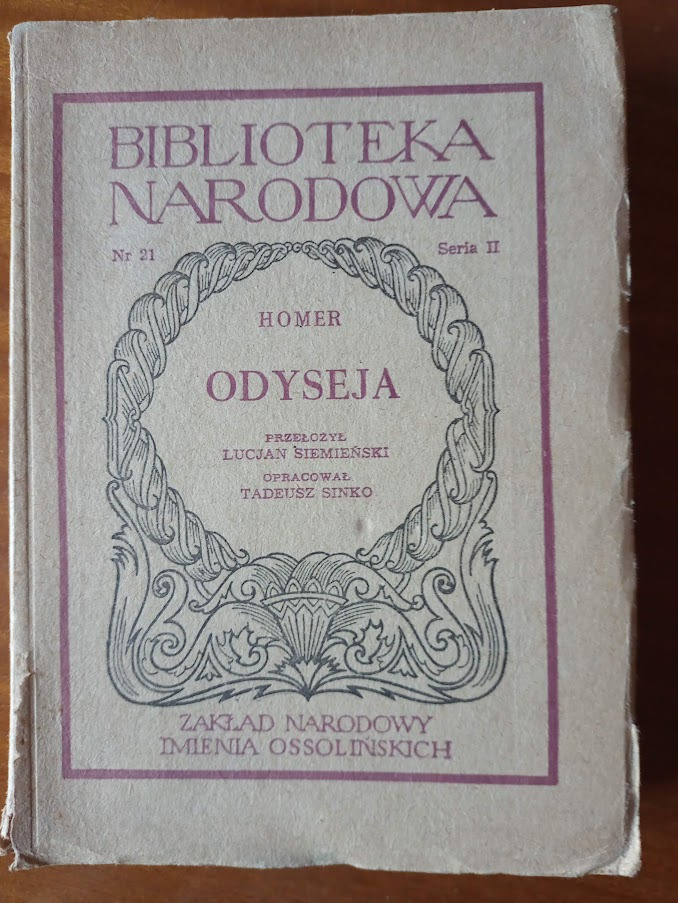 BIBLIOTEKA
NARODOWA
Nr 21 Seria II
HOMER
ODYSEJA
PRZEŁOŻYŁ
LUCJAN SIEMIEŃSKI
OPRACOWAŁ
TADEUSZ SINKO
ZAKŁAD NARODOWY
IMIENIA OSSOLIŃSKICH